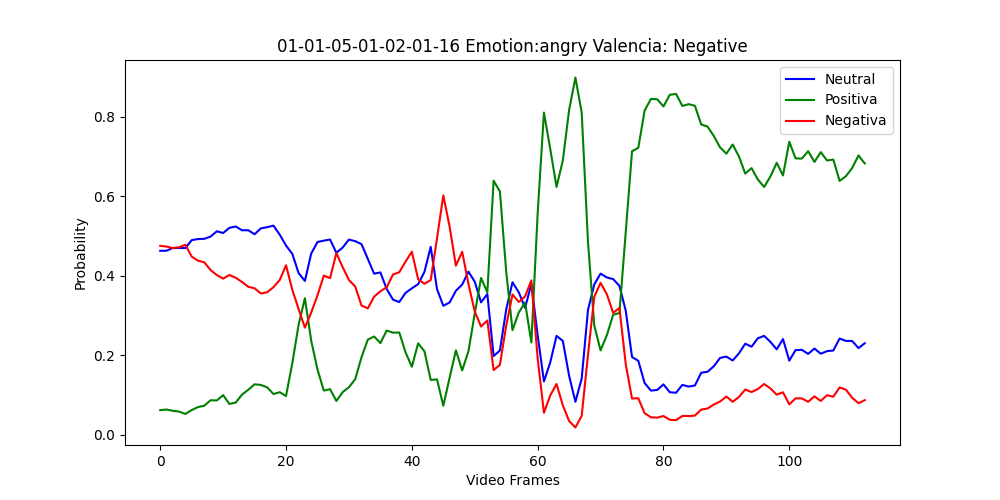 01-01-05-01-02-01-16 Emotion:angry Valencia: Negative
Neutral
Positiva
Negativa
Probability
0.8
0.6
0.4
0.2
0.0
0 20 40 60 80 100
Video Frames